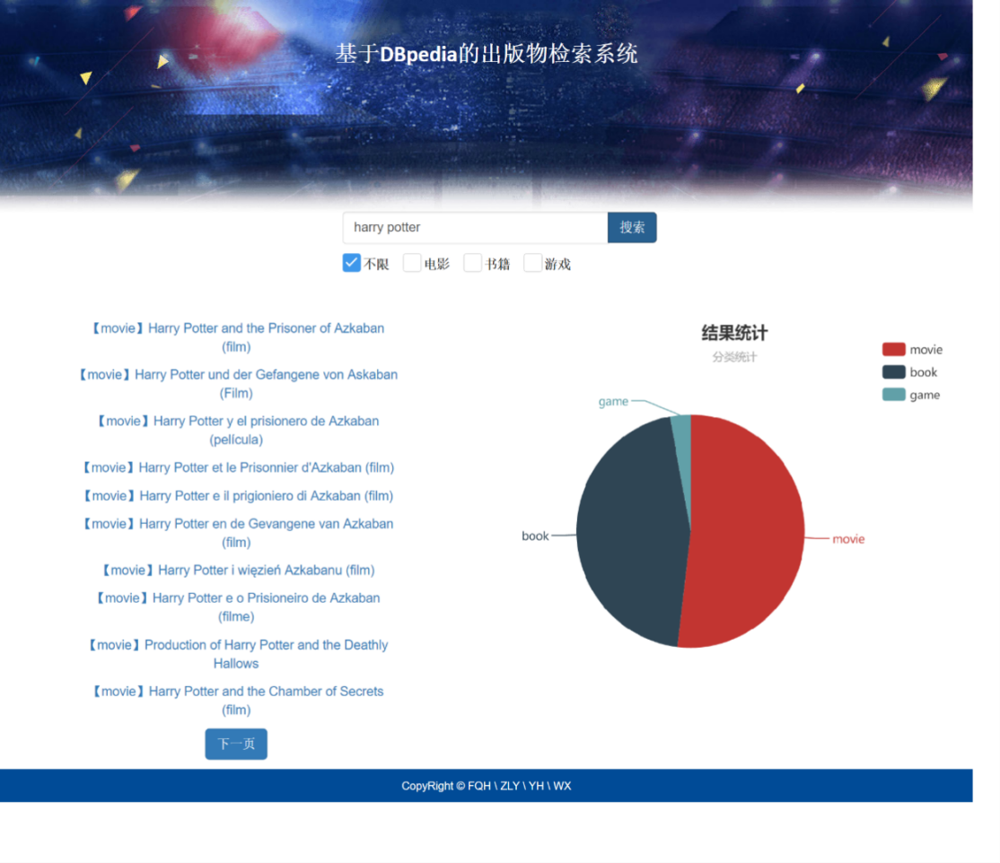 基于DBpedia的出版物检索系统
harry potter
搜索
不限
电影
书籍
游戏
【movie】Harry Potter and the Prisoner of Azkaban
(film)
【movie】Harry Potter und der Gefangene von Askaban
(Film)
【movie】Harry Potter y el prisionero de Azkaban
(película)
【movie】Harry Potter et le Prisonnier d'Azkaban (film)
【movie】Harry Potter e il prigioniero di Azkaban (film)
【movie】Harry Potter en de Gevangene van Azkaban
(film)
【movie】Harry Potter i więzień Azkabanu (film)
【movie】Harry Potter e o Prisioneiro de Azkaban
(filme)
【movie】Production of Harry Potter and the Deathly
Hallows
【movie】Harry Potter and the Chamber of Secrets
(film)
下一页
结果统计
分类统计
movie
book
game
game
book
movie
CopyRight © FQH \ ZLY \ YH \ WX